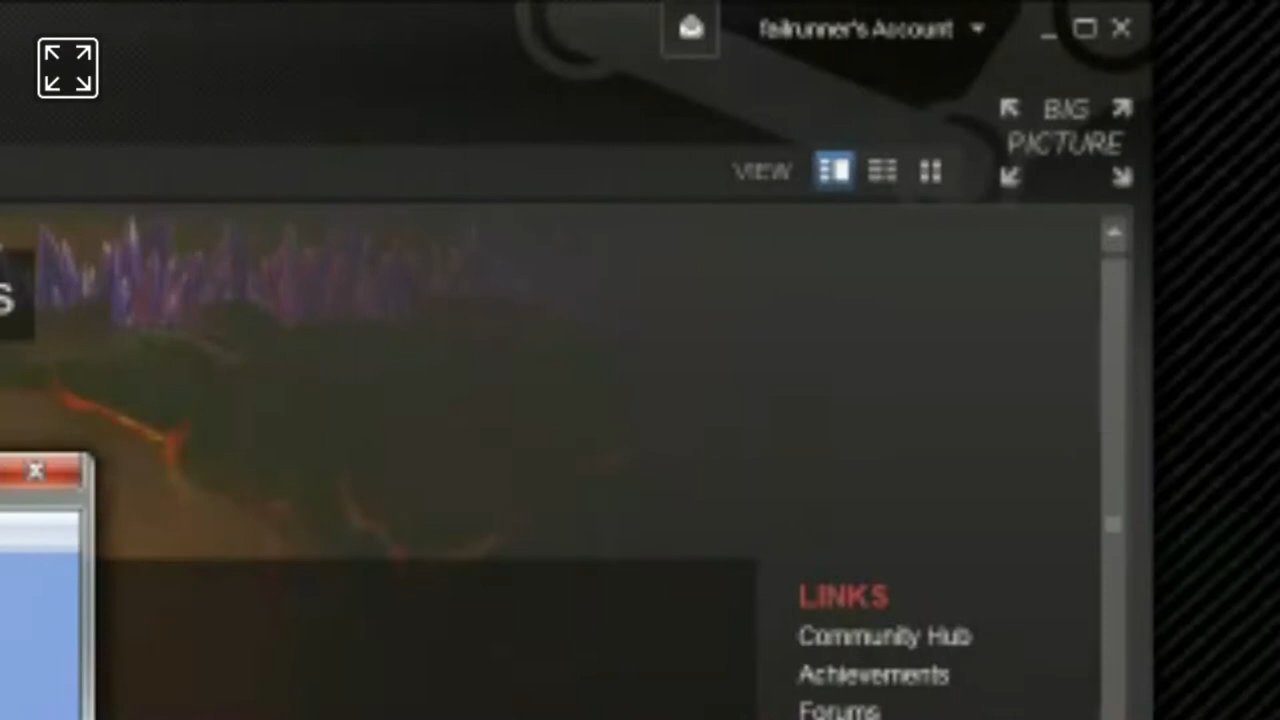 failrunner's Account
BIG
PICTURE
VIEW
S
LINKS
Community Hub
Achievements
Forums